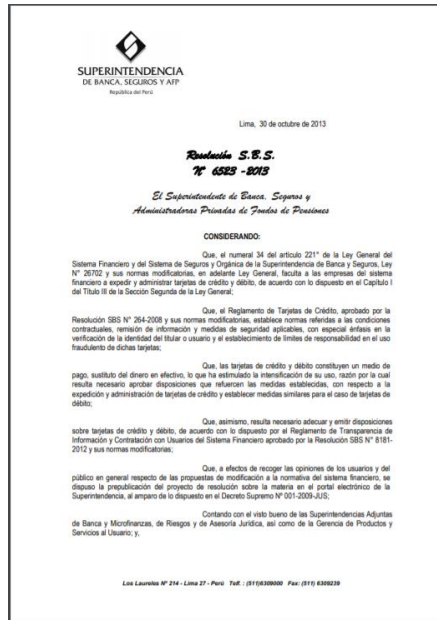 SUPERINTENDENCIA
DE BANCA, SEGUROS Y AFP
República del Perú
Lima, 30 de octubre de 2013
Resolución S.B.S.
N° 6523 -2013
El Superintendente de Banca, Seguros y
Administradoras Privadas de Fondos de Pensiones
CONSIDERANDO:
Que, el numeral 34 del artículo 221° de la Ley General del
Sistema Financiero y del Sistema de Seguros y Orgánica de la Superintendencia de Banca y Seguros, Ley
N° 26702 y sus normas modificatorias, en adelante Ley General, faculta a las empresas del sistema
financiero a expedir y administrar tarjetas de crédito y débito, de acuerdo con lo dispuesto en el Capítulo I
del Título III de la Sección Segunda de la Ley General;
Que, el Reglamento de Tarjetas de Crédito, aprobado por la
Resolución SBS N° 264-2008 y sus normas modificatorias, establece normas referidas a las condiciones
contractuales, remisión de información y medidas de seguridad aplicables, con especial énfasis en la
verificación de la identidad del titular o usuario y el establecimiento de límites de responsabilidad en el uso
fraudulento de dichas tarjetas;
Que, las tarjetas de crédito y débito constituyen un medio de
pago, sustituto del dinero en efectivo, lo que ha estimulado la intensificación de su uso, razón por la cual
resulta necesario aprobar disposiciones que refuercen las medidas establecidas, con respecto a la
expedición y administración de tarjetas de crédito y establecer medidas similares para el caso de tarjetas de
débito;
Que, asimismo, resulta necesario adecuar y emitir disposiciones
sobre tarjetas de crédito y débito, de acuerdo con lo dispuesto por el Reglamento de Transparencia de
Información y Contratación con Usuarios del Sistema Financiero aprobado por la Resolución SBS N° 8181-
2012 y sus normas modificatorias;
Que, a efectos de recoger las opiniones de los usuarios y del
público en general respecto de las propuestas de modificación a la normativa del sistema financiero, se
dispuso la prepublicación del proyecto de resolución sobre la materia en el portal electrónico de la
Superintendencia, al amparo de lo dispuesto en el Decreto Supremo N° 001-2009-JUS;
Contando con el visto bueno de las Superintendencias Adjuntas
de Banca y Microfinanzas, de Riesgos y de Asesoría Jurídica, así como de la Gerencia de Productos y
Servicios al Usuario; y,
Los Laureles N° 214 - Lima 27 - Perú Telf. : (511)6309000 Fax: (511) 6309239